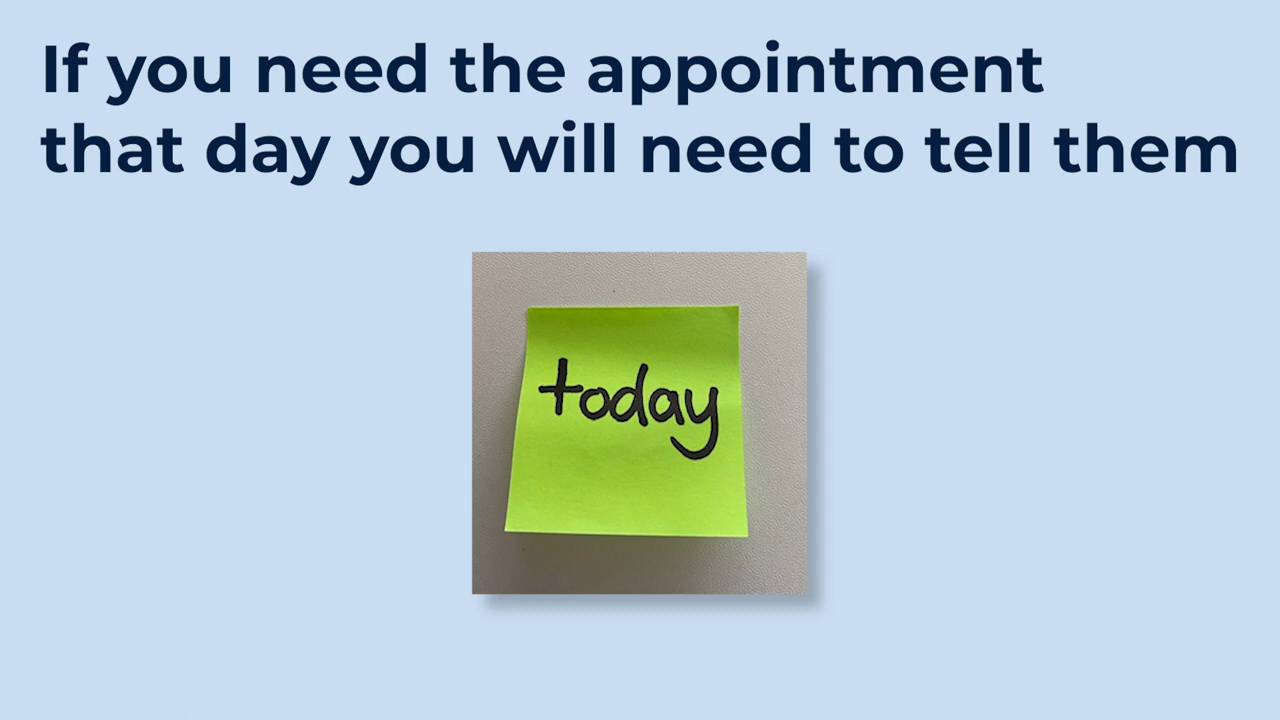 If you need the appointment
that day you will need to tell them
today